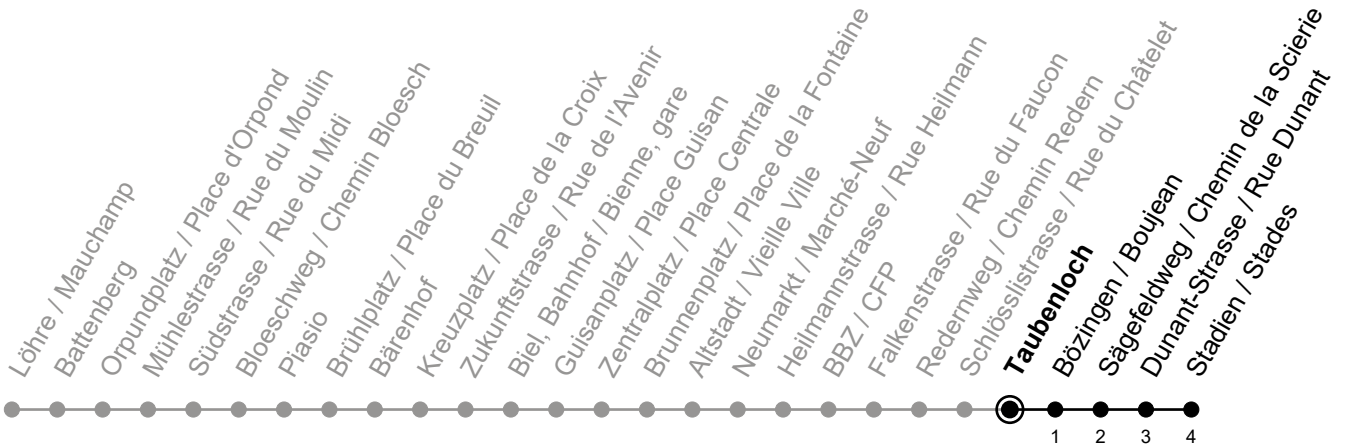 Löhre / Mauchamp
Battenberg
Orpundplatz / Place d'Orpond
Mühlestrasse / Rue du Moulin
Südstrasse / Rue du Midi
Bloeschweg / Chemin Bloesch
Piasio
Brühlplatz / Place du Breuil
Bärenhof
Kreuzplatz / Place de la Croix
Zukunftstrasse / Rue de l'Avenir
Biel, Bahnhof / Bienne, gare
Guisanplatz / Place Guisan
Zentralplatz / Place Centrale
Brunnenplatz / Place de la Fontaine
Altstadt / Vieille Ville
Neumarkt / Marché-Neuf
Heilmannstrasse / Rue Heilmann
BBZ / CFP
Falkenstrasse / Rue du Faucon
Redernweg / Chemin Redern
Schlösslistrasse / Rue du Châtelet
Taubenloch
Bözingen / Boujean
Sägefeldweg / Chemin de la Scierie
Dunant-Strasse / Rue Dunant
Stadien / Stades
1 2 3 4